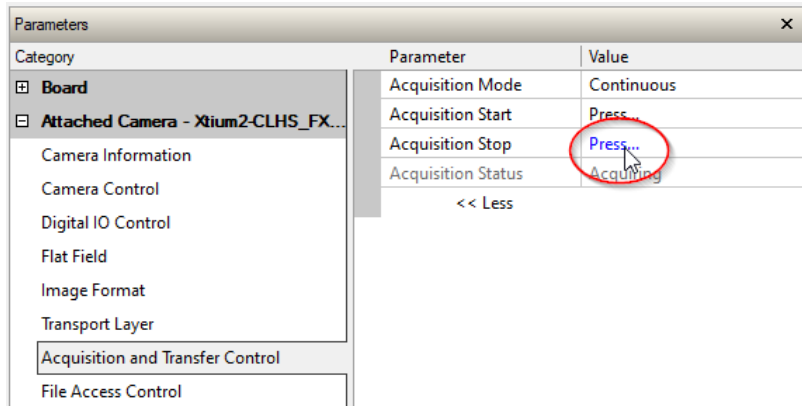 Parameters
Category
Board
Attached Camera - Xtium2-CLHS_FX...
Camera Information
Camera Control
Digital IO Control
Flat Field
Image Format
Transport Layer
Acquisition and Transfer Control
File Access Control
Parameter Value
Acquisition Mode Continuous
Acquisition Start Press...
Acquisition Stop Press...
Acquisition Status Acquiring
<< Less